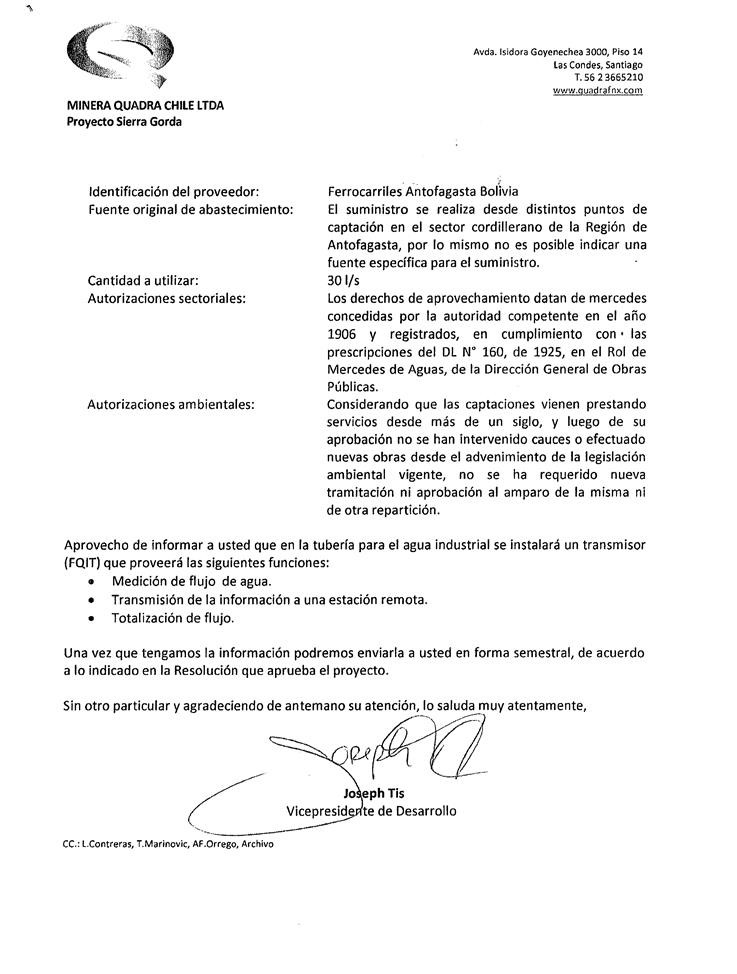 Avda. Isidora Goyenechea 3000, Piso 14
Las Condes, Santiago
T. 56 2 3665210
www.quadrafnx.com
MINERA QUADRA CHILE LTDA
Proyecto Sierra Gorda
Identificación del proveedor: Ferrocarriles Antofagasta Bolivia
Fuente original de abastecimiento: El suministro se realiza desde distintos puntos de
captación en el sector cordillerano de la Región de
Antofagasta, por lo mismo no es posible indicar una
fuente específica para el suministro.
Cantidad a utilizar: 30 l/s
Autorizaciones sectoriales: Los derechos de aprovechamiento datan de mercedes
concedidas por la autoridad competente en el año
1906 y registrados, en cumplimiento con las
prescripciones del DL N° 160, de 1925, en el Rol de
Mercedes de Aguas, de la Dirección General de Obras
Públicas.
Autorizaciones ambientales: Considerando que las captaciones vienen prestando
servicios desde más de un siglo, y luego de su
aprobación no se han intervenido cauces o efectuado
nuevas obras desde el advenimiento de la legislación
ambiental vigente, no se ha requerido nueva
tramitación ni aprobación al amparo de la misma ni
de otra repartición.
Aprovecho de informar a usted que en la tubería para el agua industrial se instalará un transmisor
(FQIT) que proveerá las siguientes funciones:
• Medición de flujo de agua.
• Transmisión de la información a una estación remota.
• Totalización de flujo.
Una vez que tengamos la información podremos enviarla a usted en forma semestral, de acuerdo
a lo indicado en la Resolución que aprueba el proyecto.
Sin otro particular y agradeciendo de antemano su atención, lo saluda muy atentamente,
Joseph
Joseph Tis
Vicepresidente de Desarrollo
CC.: L.Contreras, T.Marinovic, AF.Orrego, Archivo